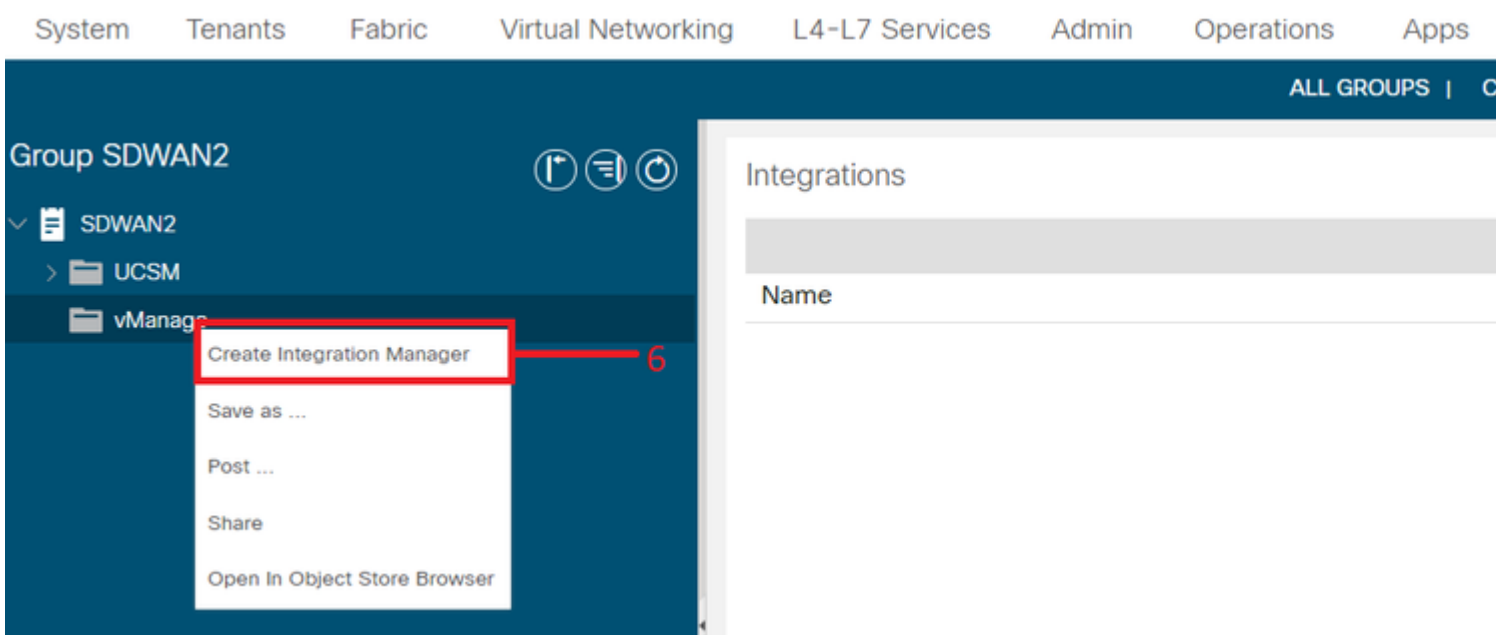 System Tenants Fabric Virtual Networking L4-L7 Services Admin Operations Apps
ALL GROUPS | C
Group SDWAN2
Integrations
SDWAN2
UCSM
Name
vManage
Create Integration Manager
6
Save as ...
Post ...
Share
Open In Object Store Browser